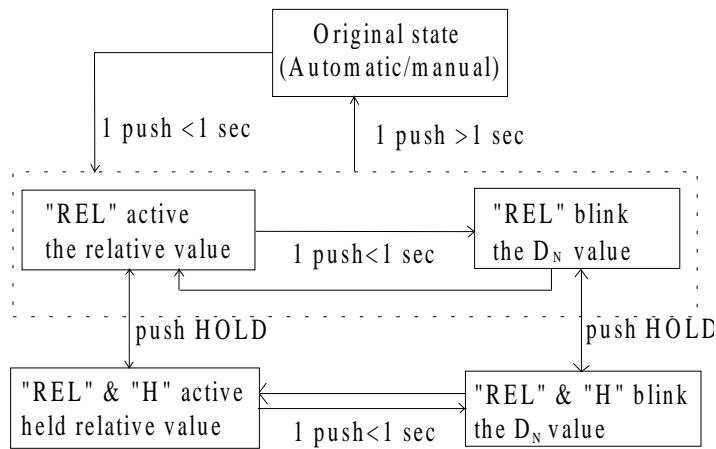 Original state
(Automatic/manual)
1 push <1 sec
1 push >1 sec
"REL" active
the relative value
1 push<1 sec
"REL" blink
the Dₙ value
push HOLD
push HOLD
"REL" & "H" active
held relative value
1 push<1 sec
"REL" & "H" blink
the Dₙ value